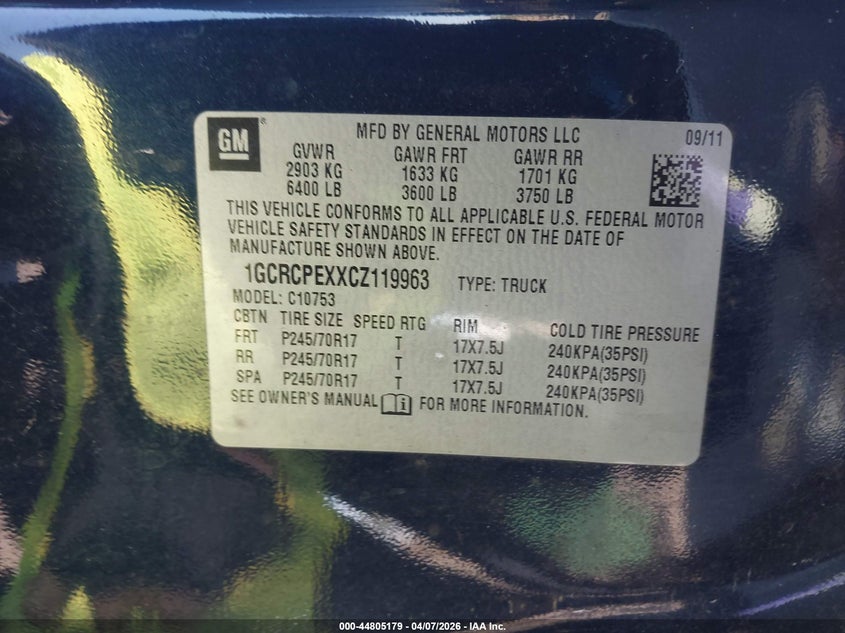 GM
MFD BY GENERAL MOTORS LLC 09/11
GVWR GAWR FRT GAWR RR
2903 KG 1633 KG 1701 KG
6400 LB 3600 LB 3750 LB
THIS VEHICLE CONFORMS TO ALL APPLICABLE U.S. FEDERAL MOTOR
VEHICLE SAFETY STANDARDS IN EFFECT ON THE DATE OF
MANUFACTURE SHOWN ABOVE.
1GCRCPEXXCZ119963 TYPE: TRUCK
MODEL: C10753
CBTN TIRE SIZE SPEED RTG RIM COLD TIRE PRESSURE
FRT P245/70R17 T 17X7.5J 240KPA(35PSI)
RR P245/70R17 T 17X7.5J 240KPA(35PSI)
SPA P245/70R17 T 17X7.5J 240KPA(35PSI)
SEE OWNER'S MANUAL FOR MORE INFORMATION.
000-44805179 - 04/07/2026 - IAA Inc.